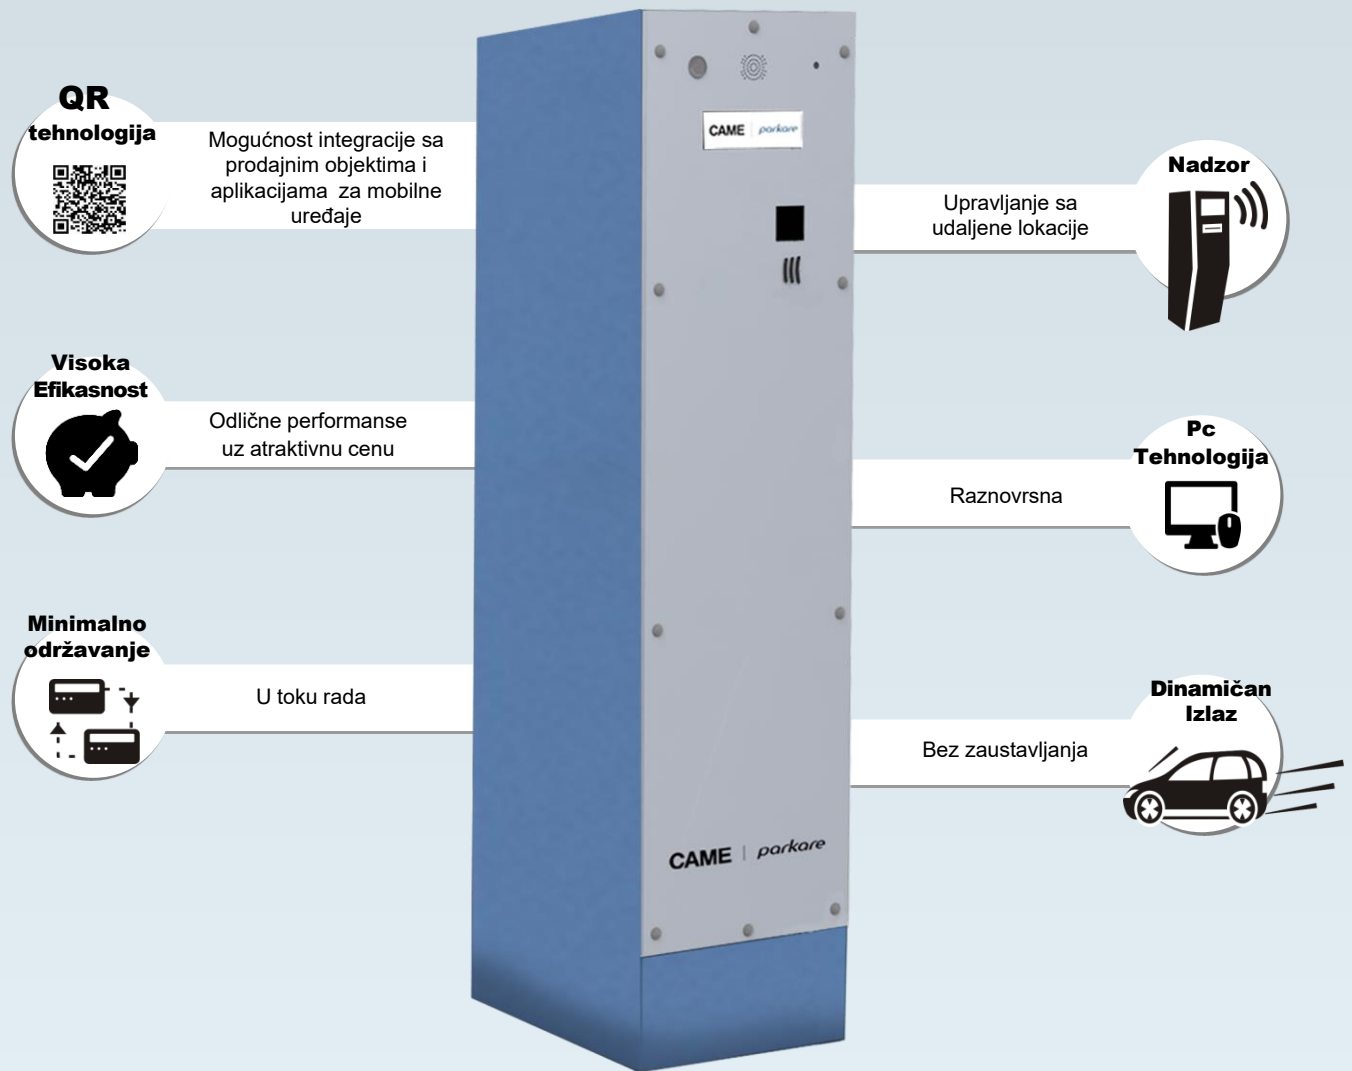 QR
tehnologija
Mogućnost integracije sa
prodajnim objektima i
aplikacijama za mobilne
uređaje
Visoka
Efikasnost
Odlične performanse
uz atraktivnu cenu
Minimalno
održavanje
U toku rada
CAME | parkare
CAME | parkare
Nadzor
Upravljanje sa
udaljene lokacije
Pc
Tehnologija
Raznovrsna
Dinamičan
Izlaz
Bez zaustavljanja